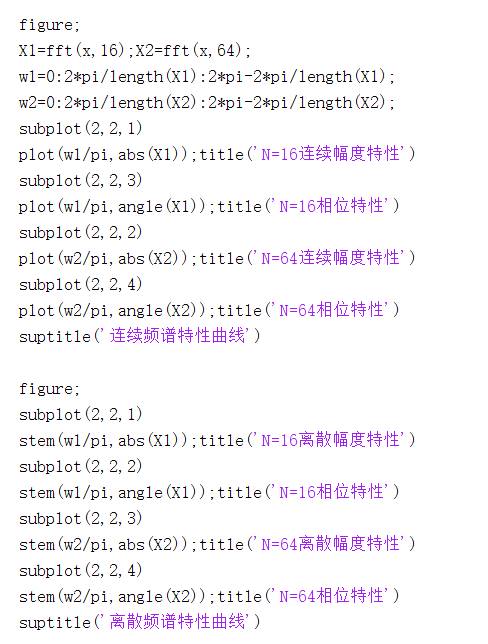 figure;
X1=fft(x,16);X2=fft(x,64);
w1=0:2*pi/length(X1):2*pi-2*pi/length(X1);
w2=0:2*pi/length(X2):2*pi-2*pi/length(X2);
subplot(2,2,1)
plot(w1/pi,abs(X1));title('N=16连续幅度特性')
subplot(2,2,3)
plot(w1/pi,angle(X1));title('N=16相位特性')
subplot(2,2,2)
plot(w2/pi,abs(X2));title('N=64连续幅度特性')
subplot(2,2,4)
plot(w2/pi,angle(X2));title('N=64相位特性')
suptitle('连续频谱特性曲线')
figure;
subplot(2,2,1)
stem(w1/pi,abs(X1));title('N=16离散幅度特性')
subplot(2,2,2)
stem(w1/pi,angle(X1));title('N=16相位特性')
subplot(2,2,3)
stem(w2/pi,abs(X2));title('N=64离散幅度特性')
subplot(2,2,4)
stem(w2/pi,angle(X2));title('N=64相位特性')
suptitle('离散频谱特性曲线')